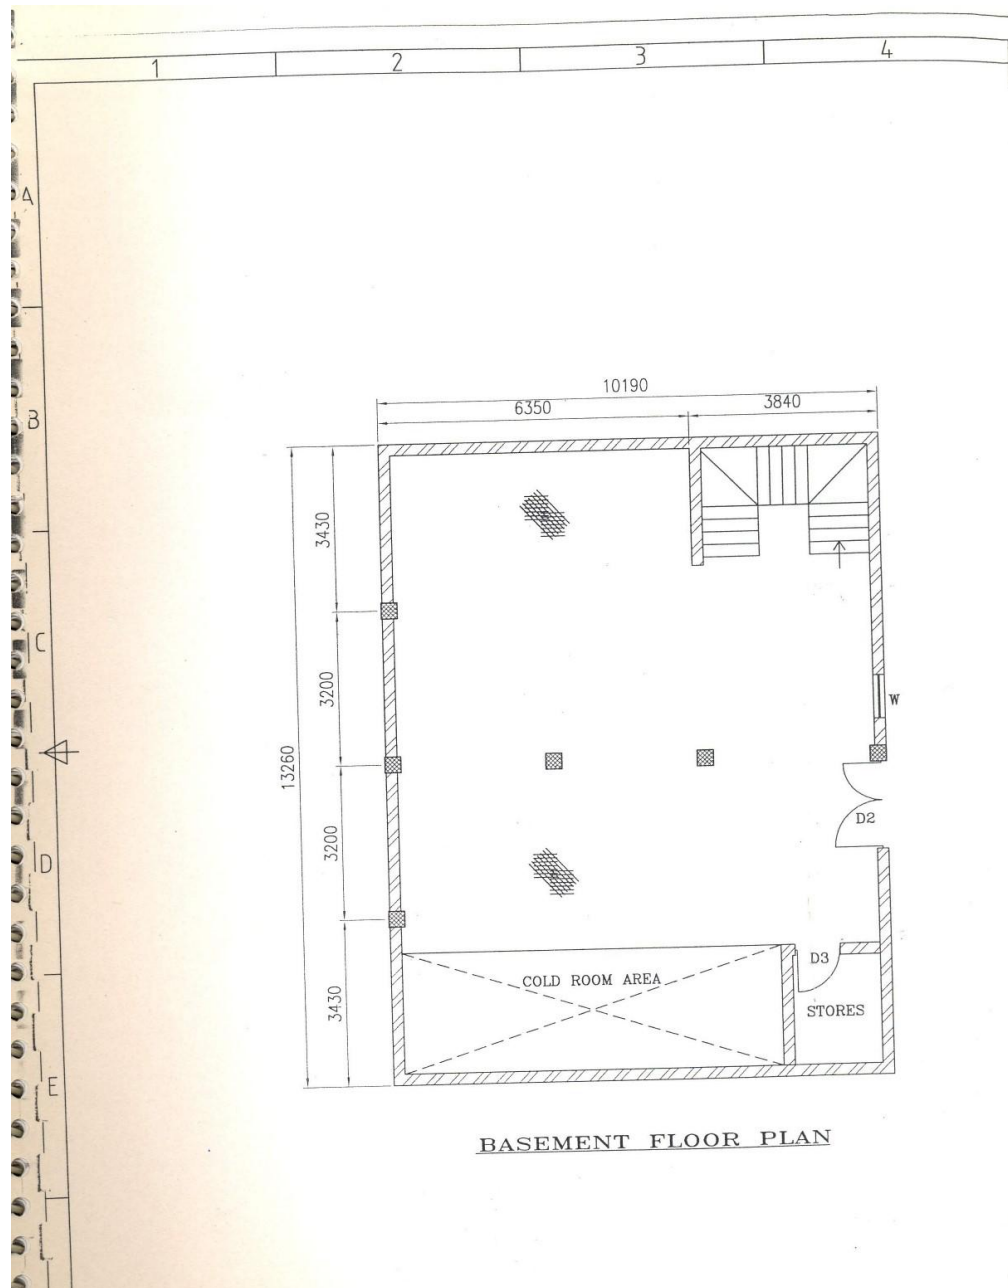 1
2
3
4
A
B
C
D
E
10190
6350
3840
3430
3200
13260
3200
3430
W
D2
D3
COLD ROOM AREA
STORES
BASEMENT FLOOR PLAN